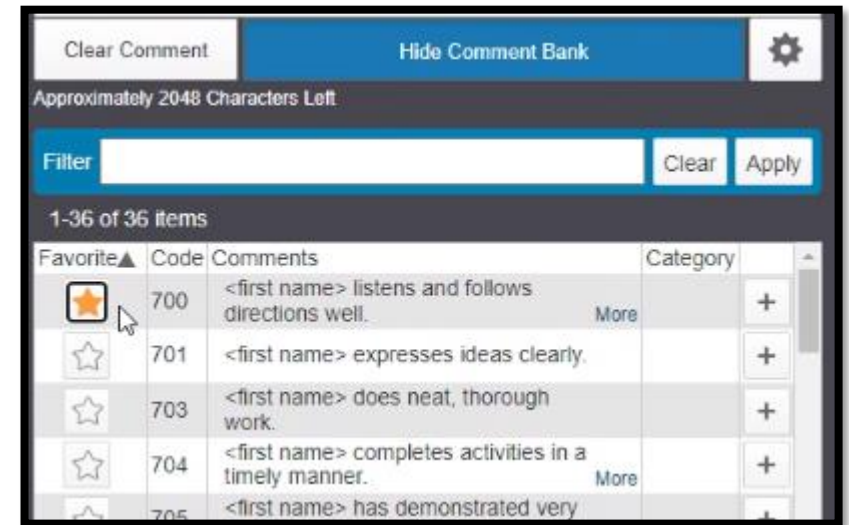 Clear Comment Hide Comment Bank
Approximately 2048 Characters Left
Filter Clear Apply
1-36 of 36 items
Favorite▲ Code Comments Category
700 <first name> listens and follows
directions well. More
+
701 <first name> expresses ideas clearly. +
703 <first name> does neat, thorough
work.
+
704 <first name> completes activities in a
timely manner. More
+
705 <first name> has demonstrated very
+